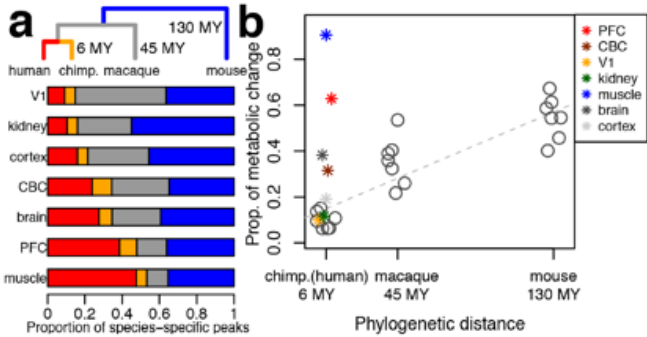 a
130 MY
6 MY
45 MY
human chimp. macaque mouse
V1
kidney
cortex
CBC
brain
PFC
muscle
0 0.2 0.4 0.6 0.8 1
Proportion of species-specific peaks
b
Prop. of metabolic change
0.0 0.2 0.4 0.6 0.8
chimp.(human) macaque mouse
6 MY 45 MY 130 MY
Phylogenetic distance
PFC
CBC
V1
kidney
muscle
brain
cortex